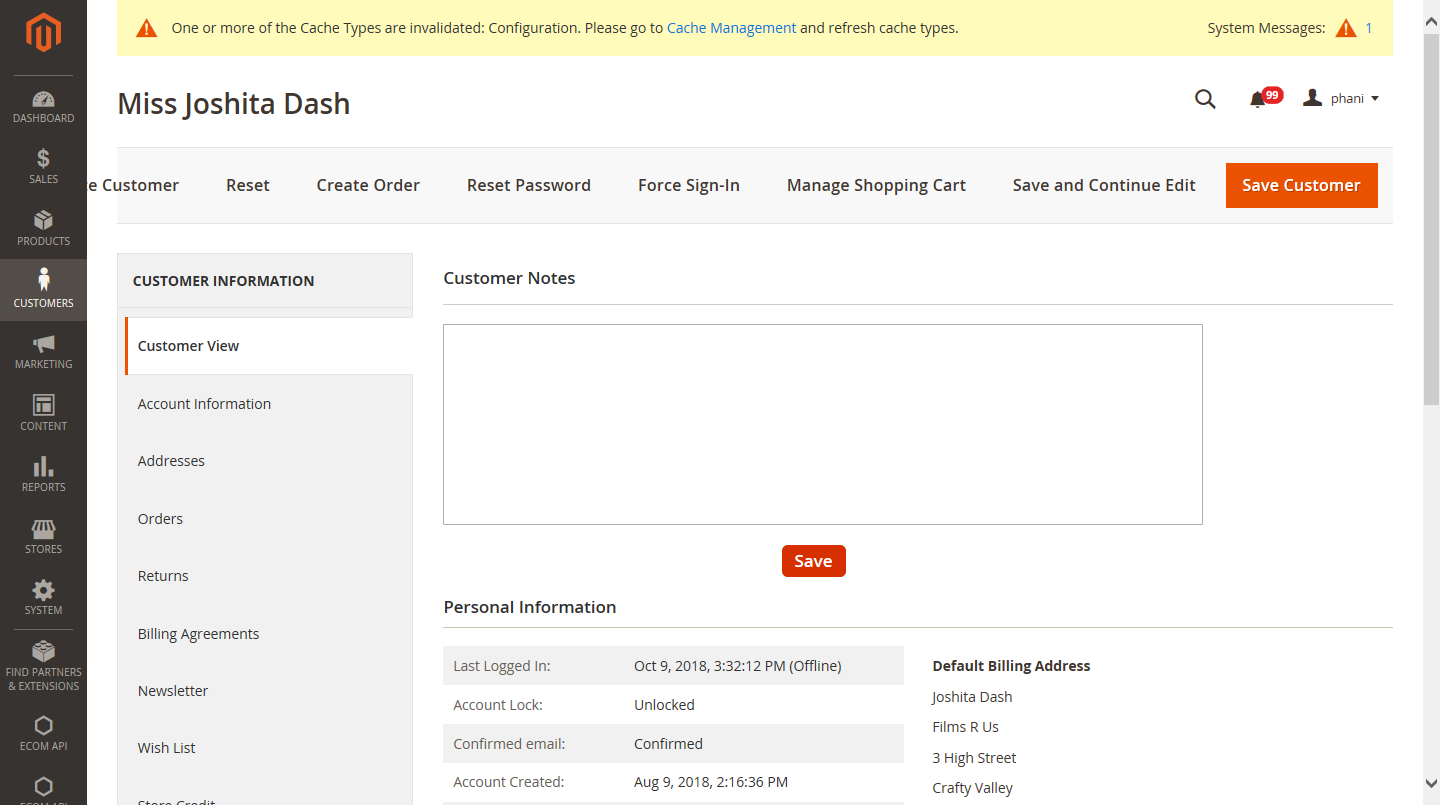 One or more of the Cache Types are invalidated: Configuration. Please go to Cache Management and refresh cache types.
System Messages: 1
Miss Joshita Dash
99
phani
Customer
Reset
Create Order
Reset Password
Force Sign-In
Manage Shopping Cart
Save and Continue Edit
Save Customer
DASHBOARD
SALES
PRODUCTS
CUSTOMERS
MARKETING
CONTENT
REPORTS
STORES
SYSTEM
FIND PARTNERS
& EXTENSIONS
ECOM API
ECOM API
CUSTOMER INFORMATION
Customer View
Account Information
Addresses
Orders
Returns
Billing Agreements
Newsletter
Wish List
Store Credit
Customer Notes
Save
Personal Information
Last Logged In: Oct 9, 2018, 3:32:12 PM (Offline)
Account Lock: Unlocked
Confirmed email: Confirmed
Account Created: Aug 9, 2018, 2:16:36 PM
Default Billing Address
Joshita Dash
Films R Us
3 High Street
Crafty Valley